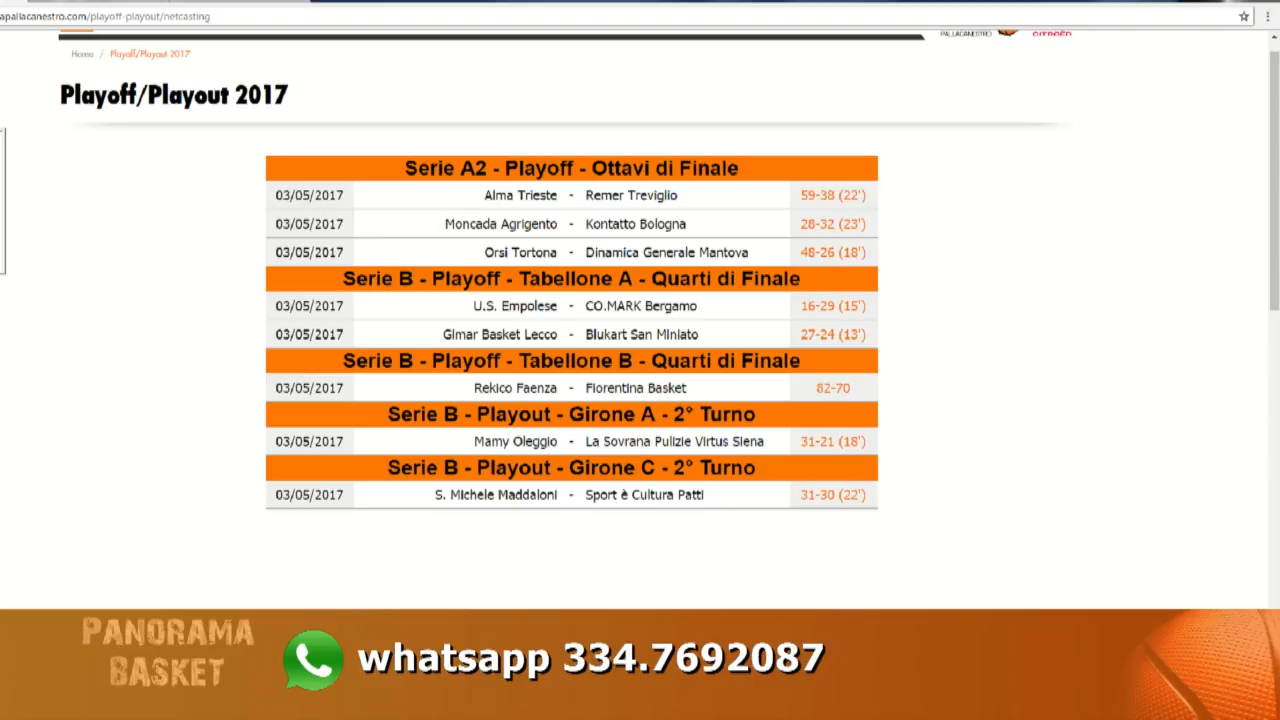 apallacanestro.com/playoff-playout/netcasting
PALLACANESTRO CITROËN
Home / Playoff/Playout 2017
Playoff/Playout 2017
Serie A2 - Playoff - Ottavi di Finale
03/05/2017 Alma Trieste - Remer Treviglio 59-38 (22')
03/05/2017 Moncada Agrigento - Kontatto Bologna 28-32 (23')
03/05/2017 Orsi Tortona - Dinamica Generale Mantova 48-26 (18')
Serie B - Playoff - Tabellone A - Quarti di Finale
03/05/2017 U.S. Empolese - CO.MARK Bergamo 16-29 (15')
03/05/2017 Gimar Basket Lecco - Blukart San Miniato 27-24 (13')
Serie B - Playoff - Tabellone B - Quarti di Finale
03/05/2017 Rekico Faenza - Fiorentina Basket 82-70
Serie B - Playout - Girone A - 2° Turno
03/05/2017 Mamy Oleggio - La Sovrana Pulizie Virtus Siena 31-21 (18')
Serie B - Playout - Girone C - 2° Turno
03/05/2017 S. Michele Maddaloni - Sport è Cultura Patti 31-30 (22')
PANORAMA
BASKET
whatsapp 334.7692087